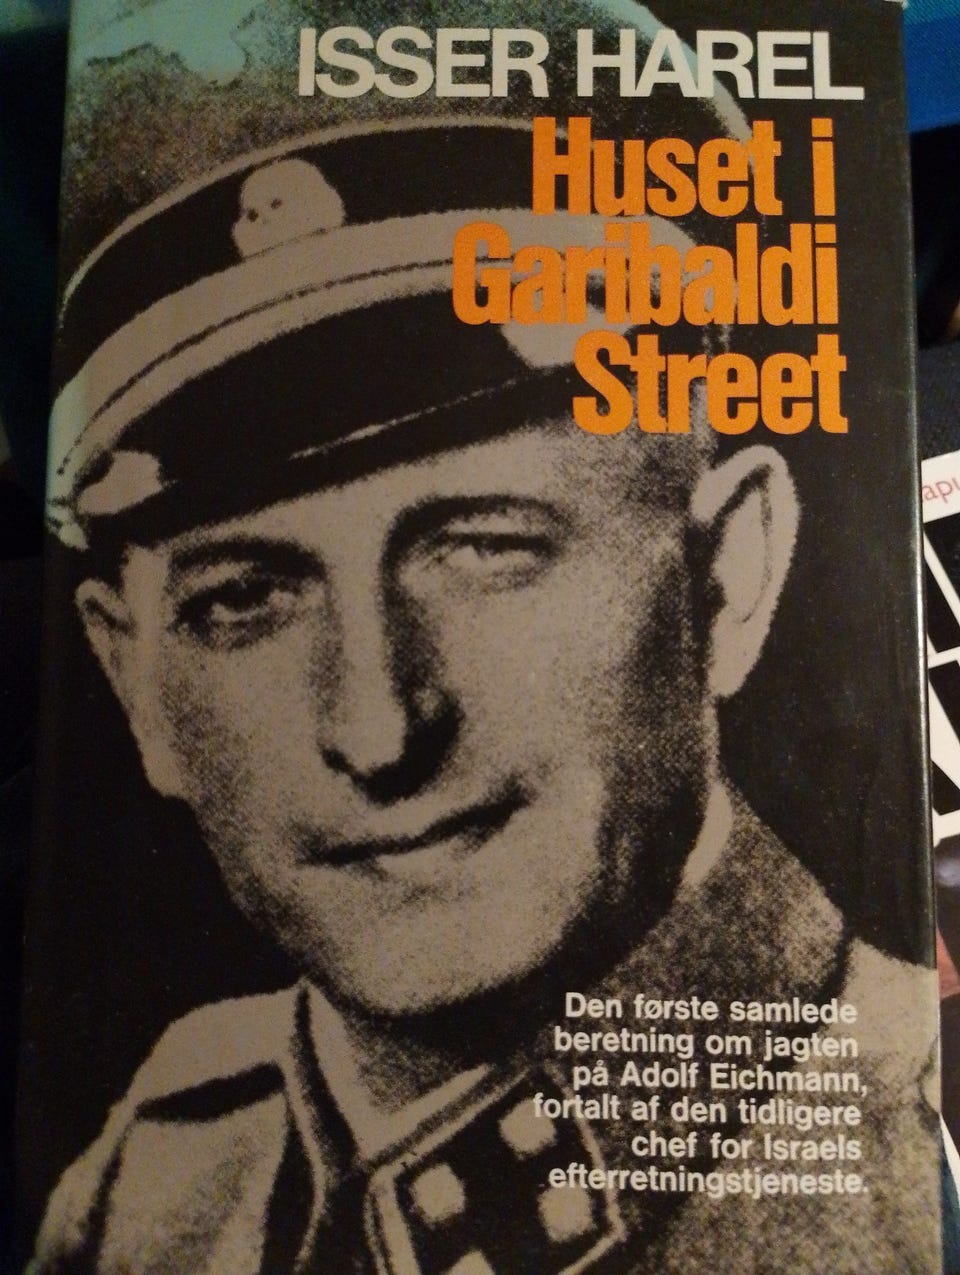 ISSER HAREL
Huset i
Garibaldi
Street
Den første samlede
beretning om jagten
på Adolf Eichmann,
fortalt af den tidligere
chef for Israels
efterretningstjeneste.